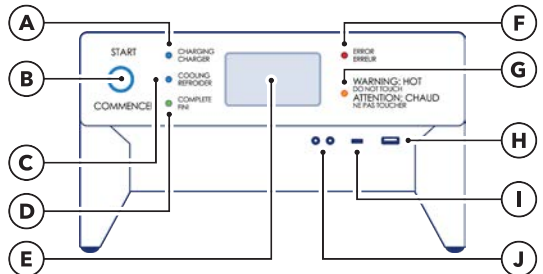 A
F
START
CHARGING
CHARGER
ERROR
ERREUR
G
B
COOLING
REFROIDER
WARNING: HOT
DO NOT TOUCH
ATTENTION: CHAUD
NE PAS TOUCHER
COMMENCER
COMPLETE
FINI
C
H
D
I
E
J